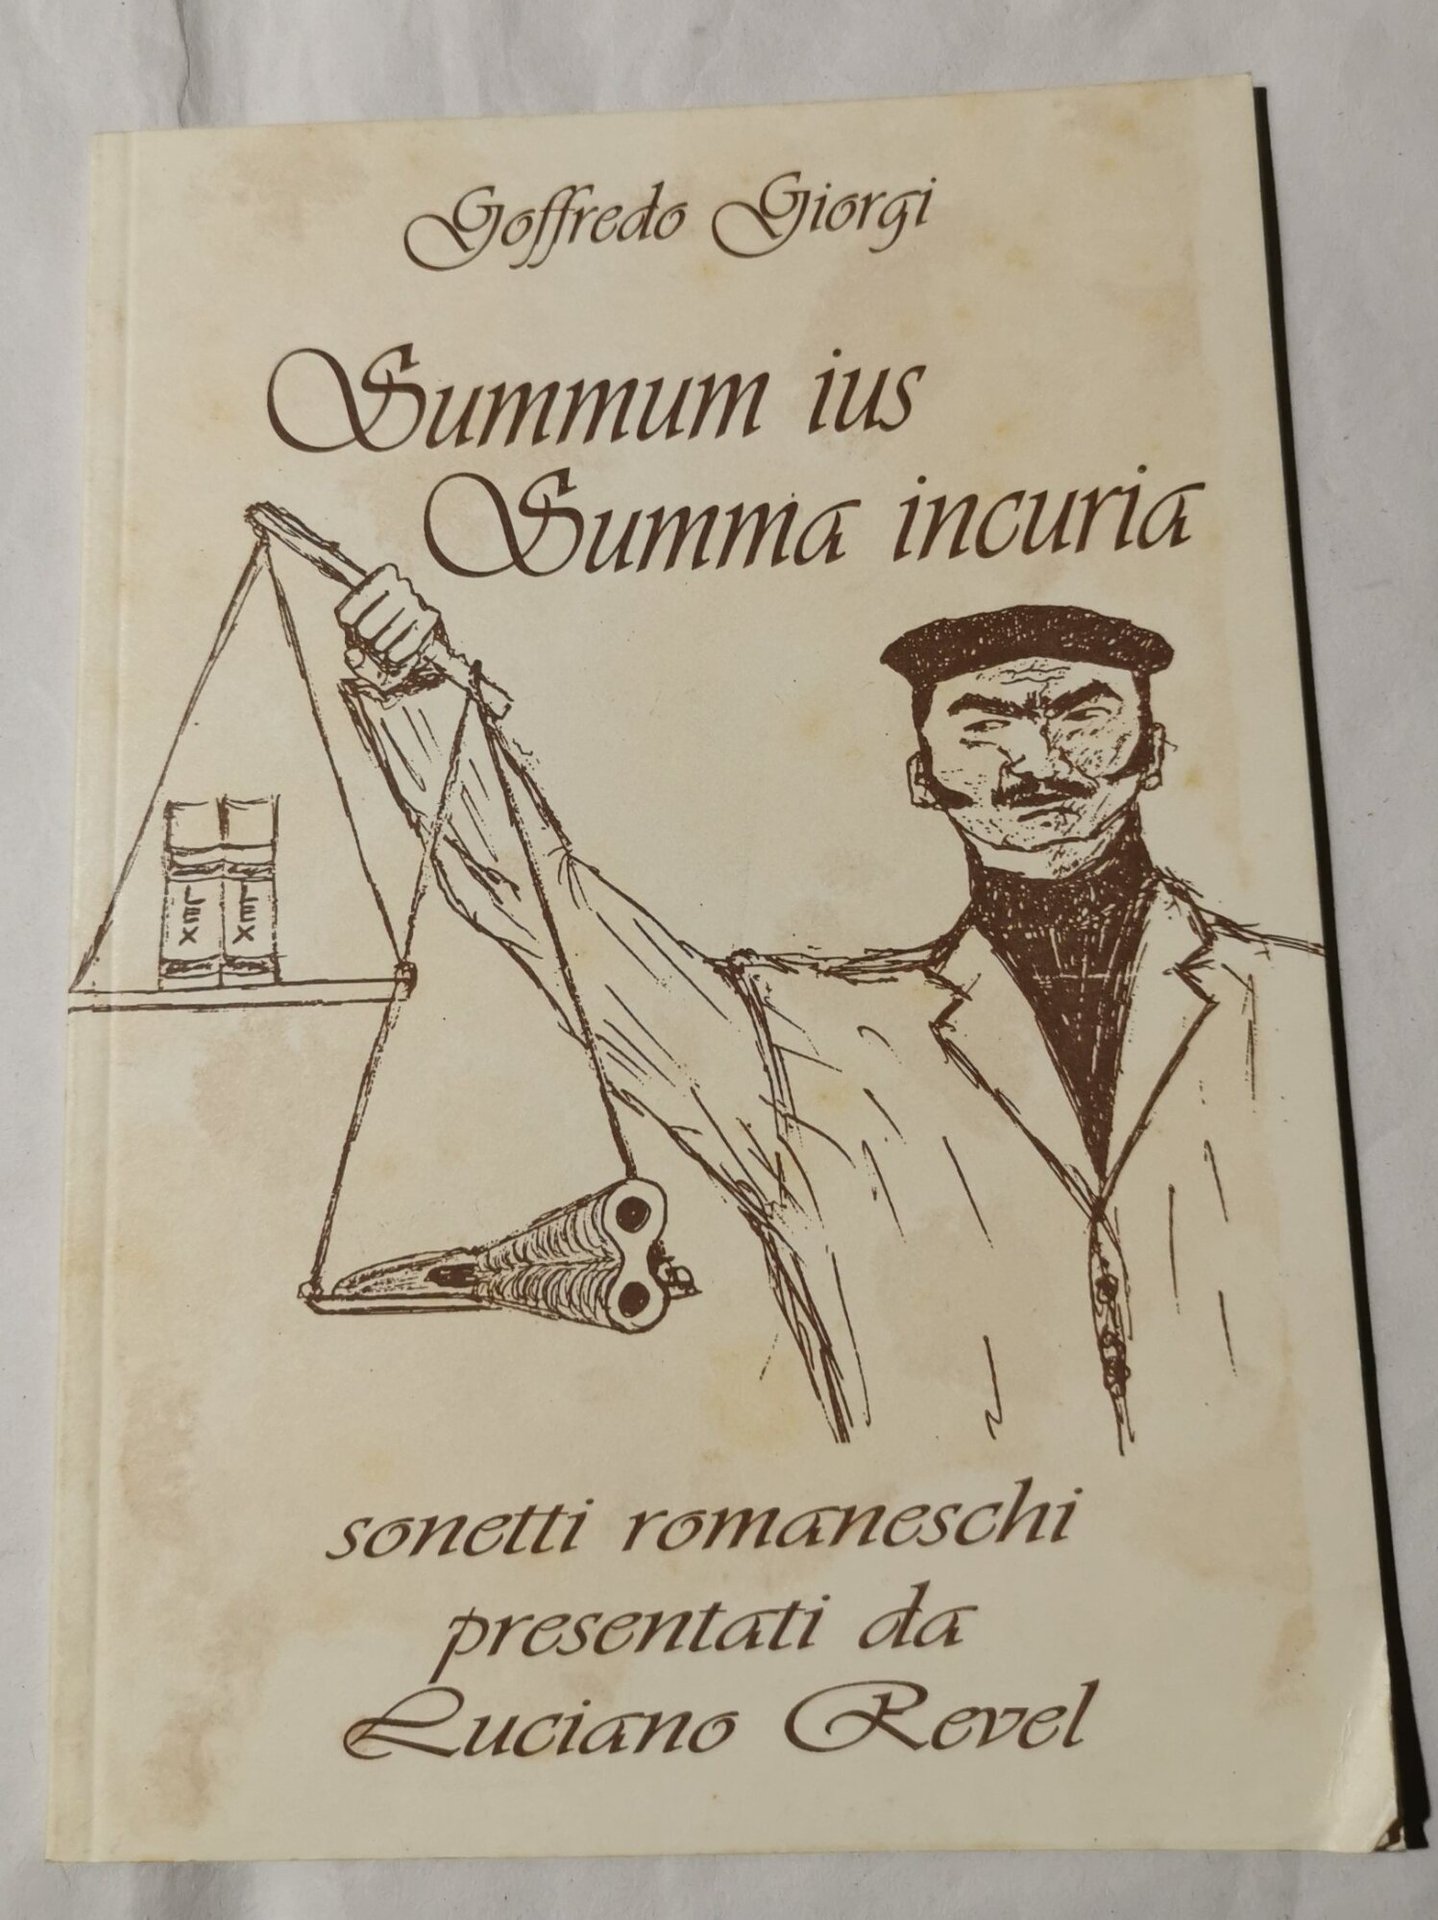 Goffredo Giorgi
Summum ius
Summa incuria
LEX
LEX
sonetti romaneschi
presentati da
Luciano Revel